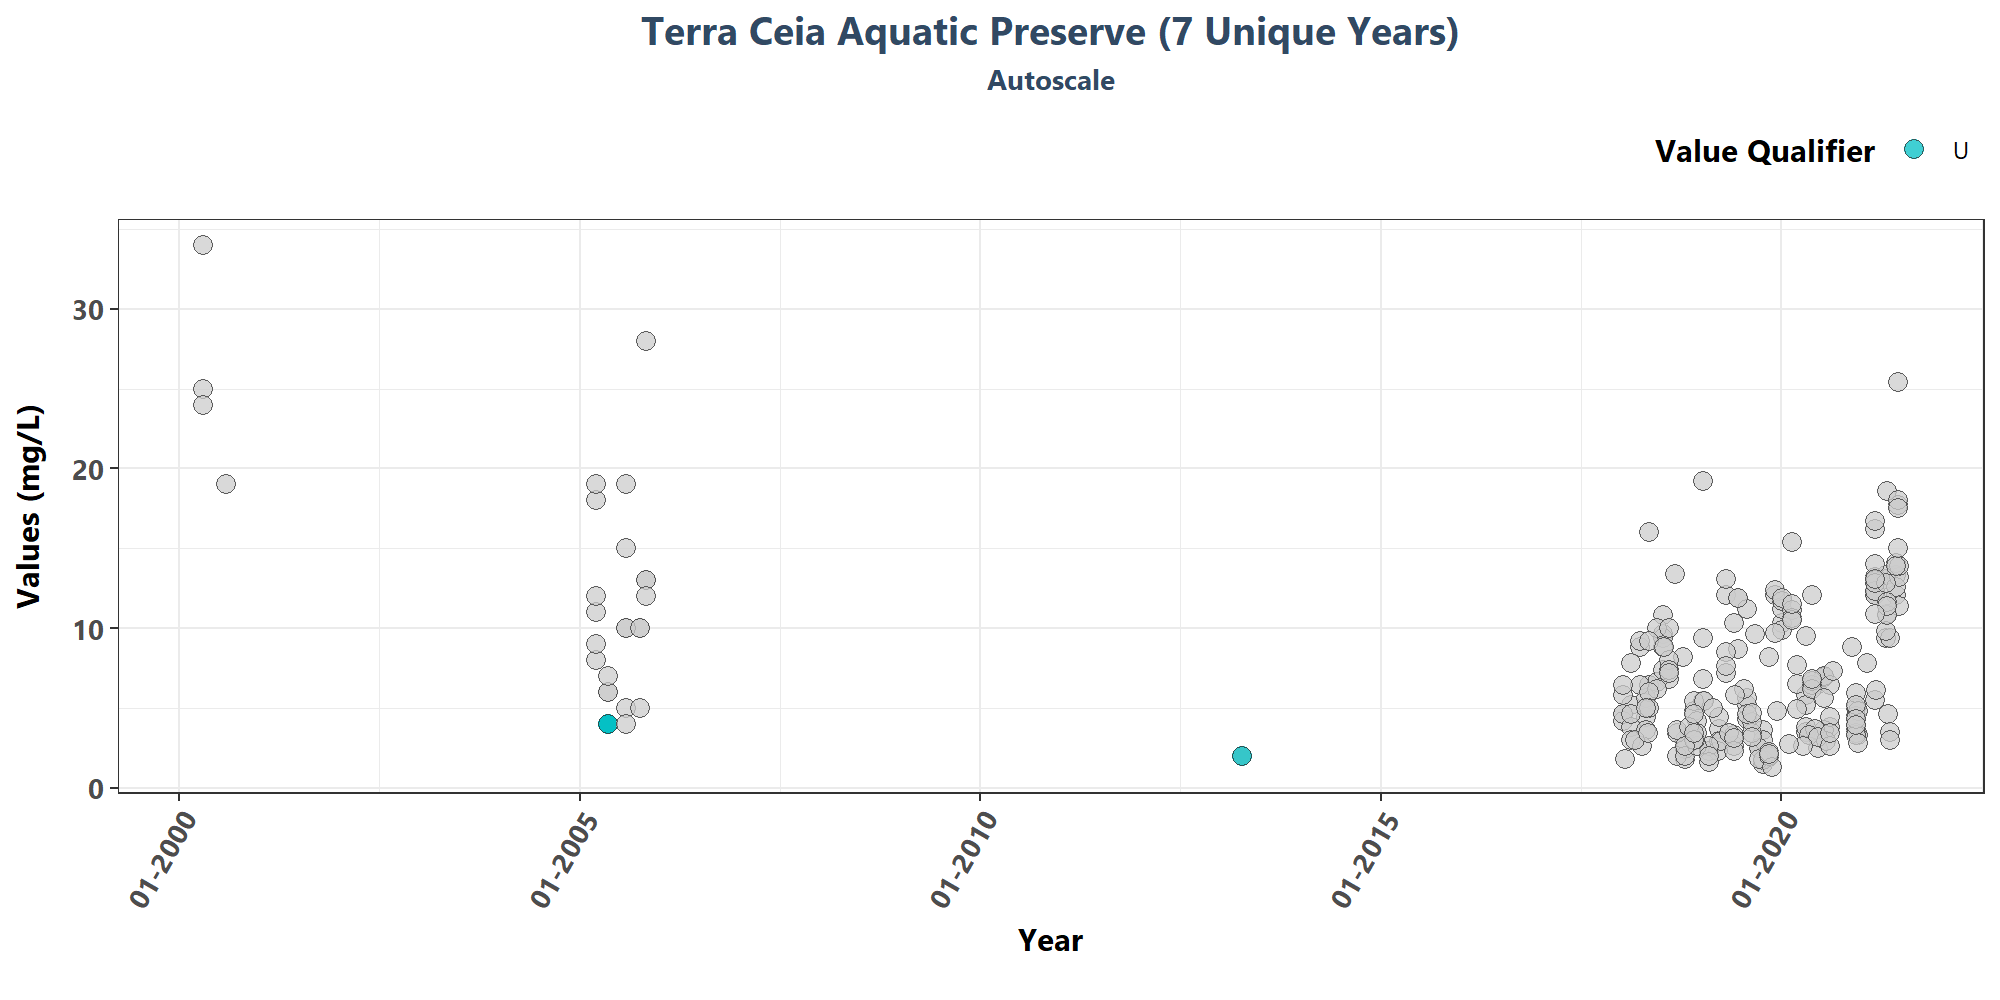 Terra Ceia Aquatic Preserve (7 Unique Years)
Autoscale
Value Qualifier U
Values (mg/L)
30
20
10
0
01-2000 01-2005 01-2010 01-2015 01-2020
Year